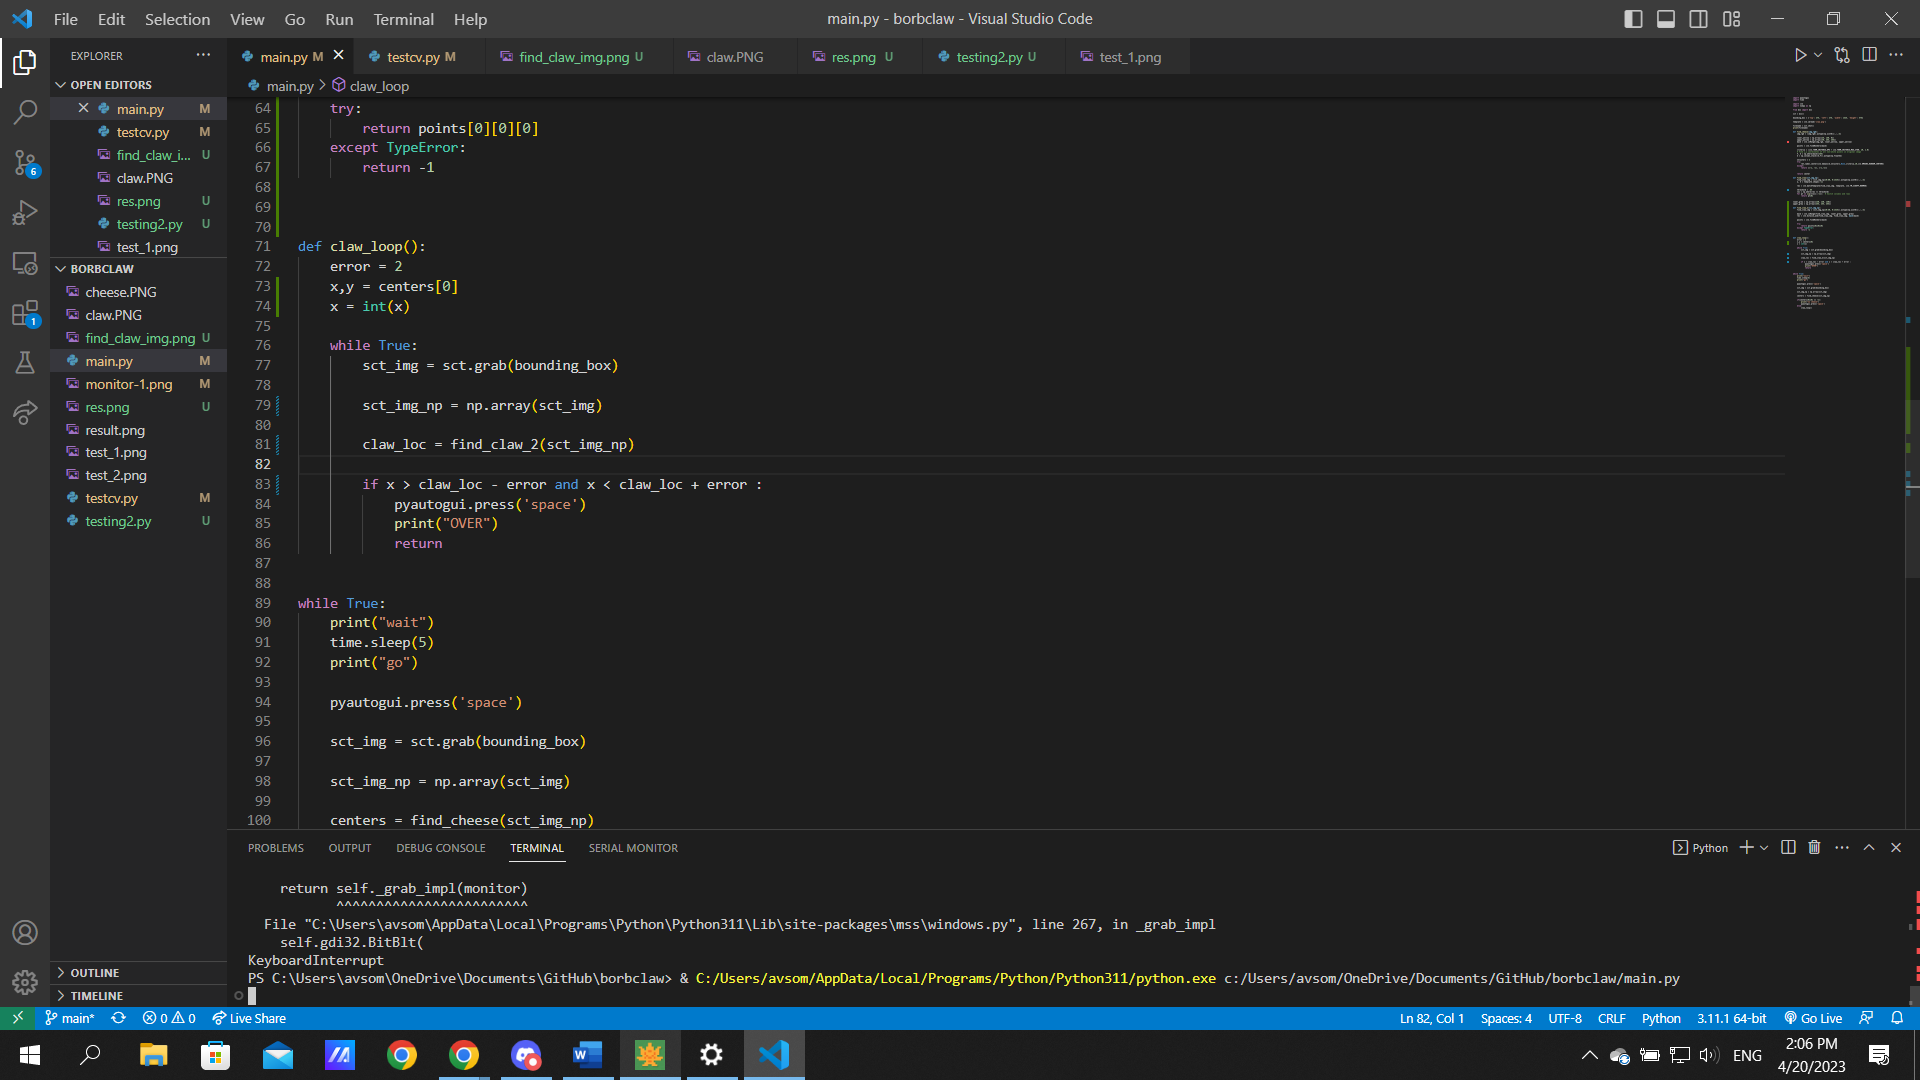 File Edit Selection View Go Run Terminal Help
main.py - borbclaw - Visual Studio Code
EXPLORER
main.py M
testcv.py M
find_claw_img.png U
claw.PNG
res.png U
testing2.py U
test_1.png
OPEN EDITORS
main.py > claw_loop
main.py M
testcv.py M
find_claw_i... U
claw.PNG
res.png U
testing2.py U
test_1.png
BORBCLAW
cheese.PNG
claw.PNG
find_claw_img.png U
main.py M
monitor-1.png M
res.png U
result.png
test_1.png
test_2.png
testcv.py M
testing2.py U
OUTLINE
TIMELINE
6
1
64 try:
65 return points[0][0][0]
66 except TypeError:
67 return -1
68
69
70
71 def claw_loop():
72 error = 2
73 x,y = centers[0]
74 x = int(x)
75
76 while True:
77 sct_img = sct.grab(bounding_box)
78
79 sct_img_np = np.array(sct_img)
80
81 claw_loc = find_claw_2(sct_img_np)
82
83 if x > claw_loc - error and x < claw_loc + error :
84 pyautogui.press('space')
85 print("OVER")
86 return
87
88
89 while True:
90 print("wait")
91 time.sleep(5)
92 print("go")
93
94 pyautogui.press('space')
95
96 sct_img = sct.grab(bounding_box)
97
98 sct_img_np = np.array(sct_img)
99
100 centers = find_cheese(sct_img_np)
PROBLEMS OUTPUT DEBUG CONSOLE TERMINAL SERIAL MONITOR
Python
return self._grab_impl(monitor)
^^^^^^^^^^^^^^^^^^^^^^^^
File "C:\Users\avsom\AppData\Local\Programs\Python\Python311\Lib\site-packages\mss\windows.py", line 267, in _grab_impl
self.gdi32.BitBlt(
KeyboardInterrupt
PS C:\Users\avsom\OneDrive\Documents\GitHub\borbclaw> & C:/Users/avsom/AppData/Local/Programs/Python/Python311/python.exe c:/Users/avsom/OneDrive/Documents/GitHub/borbclaw/main.py
main* 0 0 Live Share
Ln 82, Col 1 Spaces: 4 UTF-8 CRLF Python 3.11.1 64-bit Go Live
ENG
2:06 PM
4/20/2023